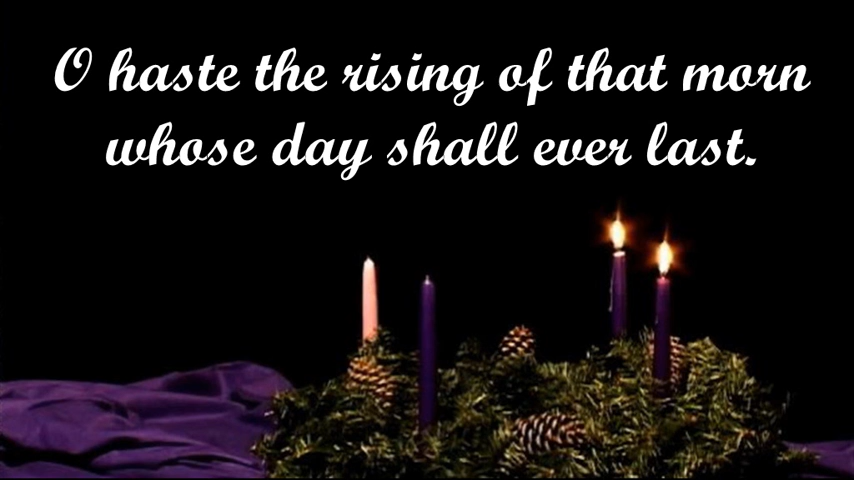 O haste the rising of that morn
whose day shall ever last.